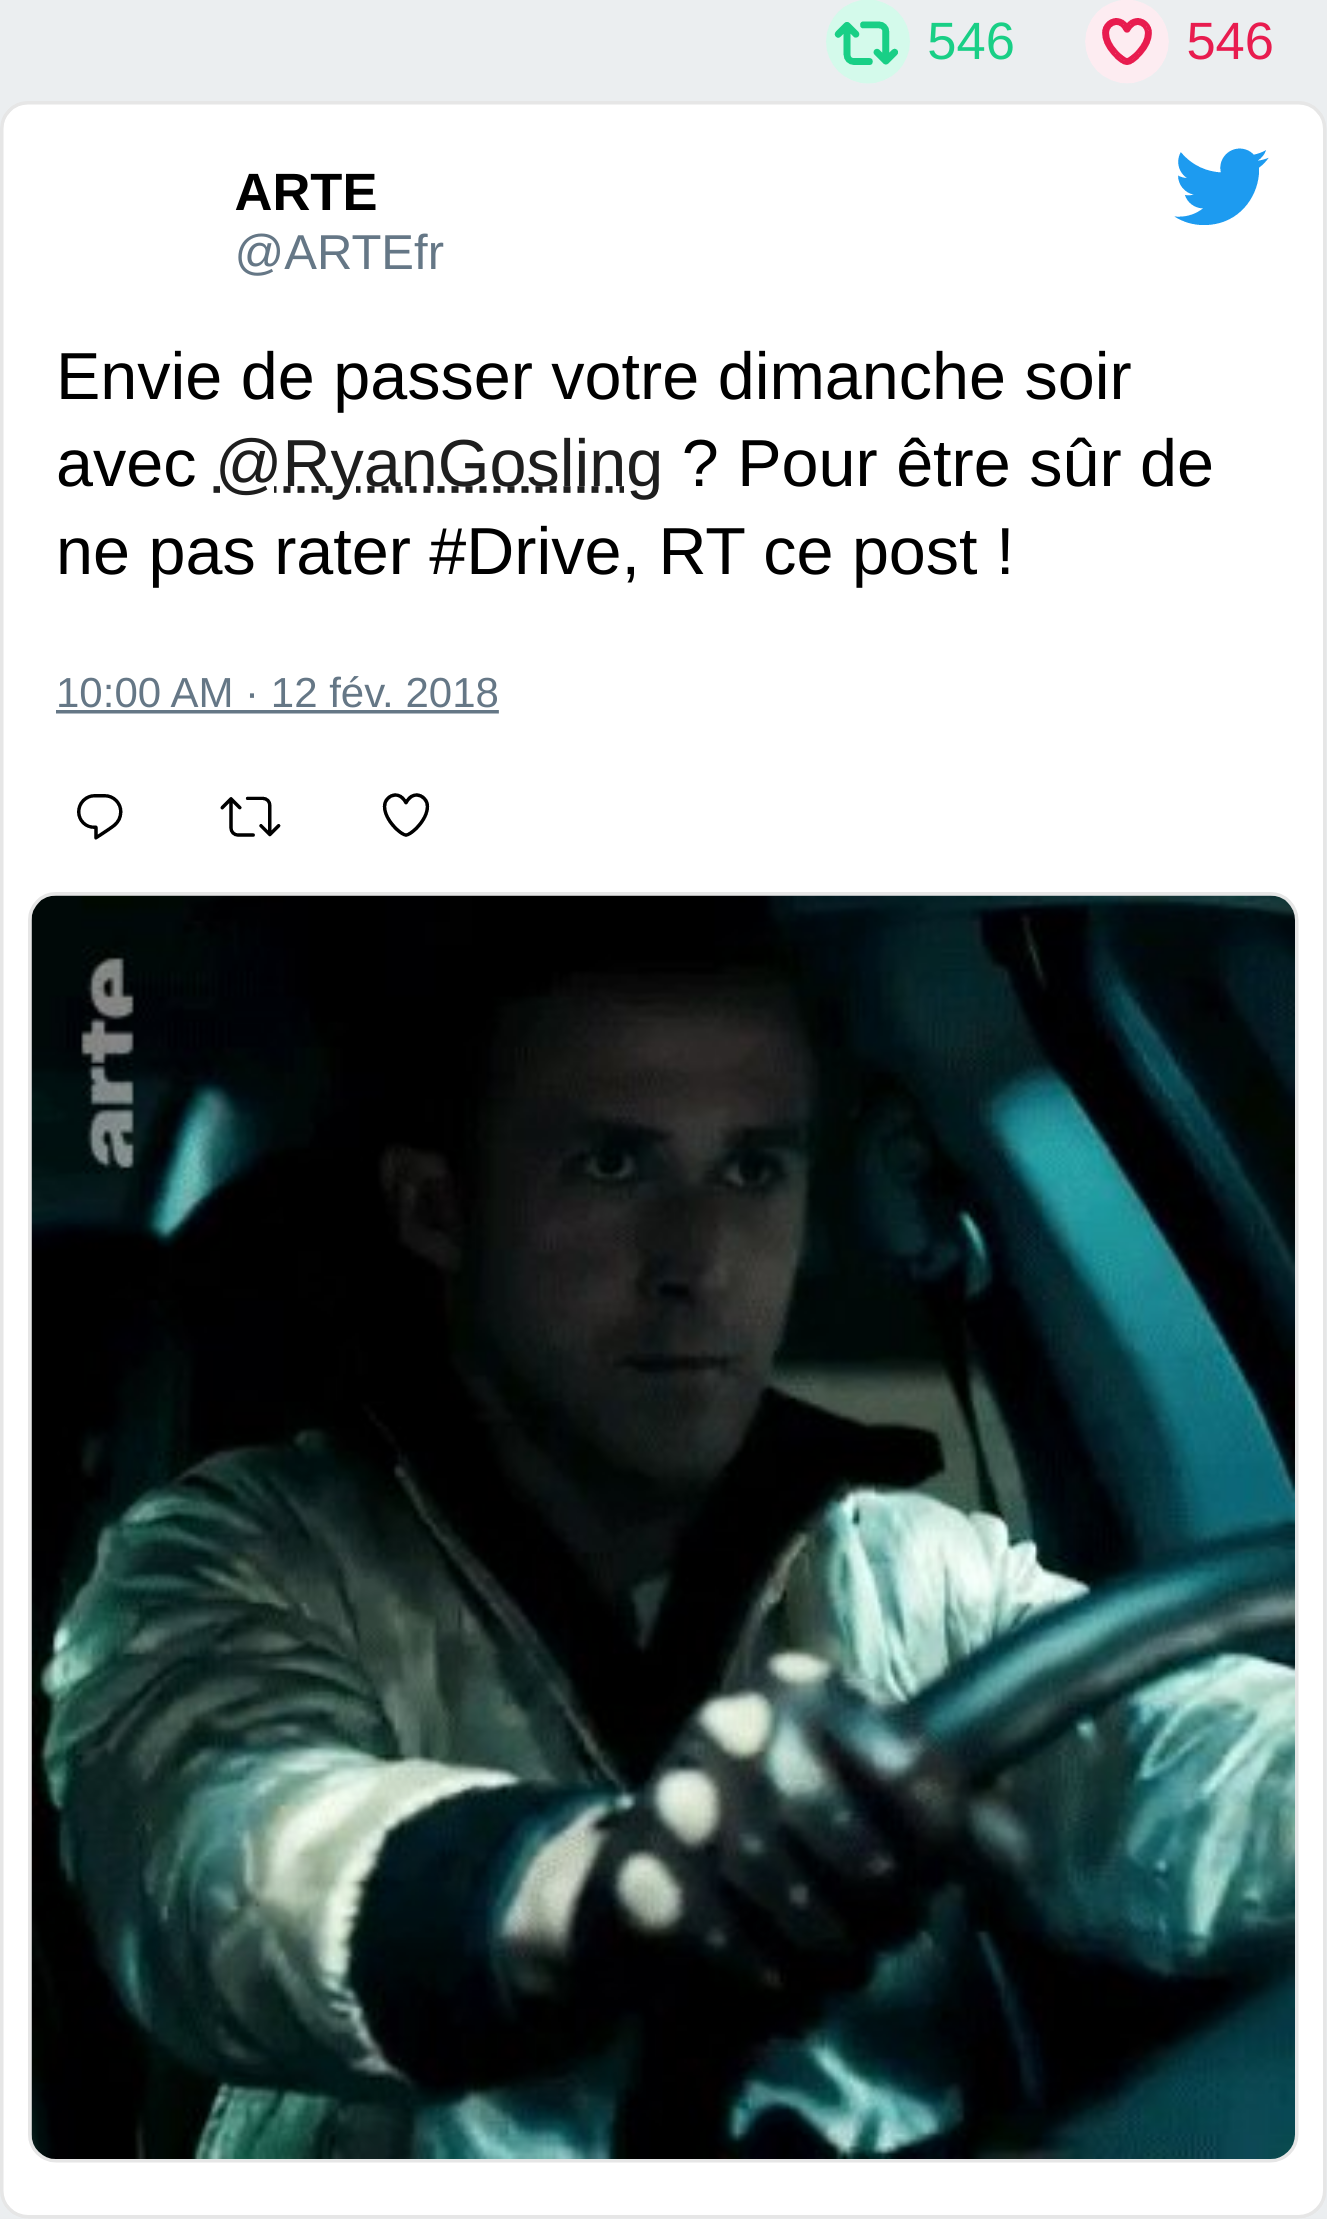 546 546
ARTE
@ARTEfr
Envie de passer votre dimanche soir
avec @RyanGosling ? Pour être sûr de
ne pas rater #Drive, RT ce post !
10:00 AM · 12 fév. 2018
arte